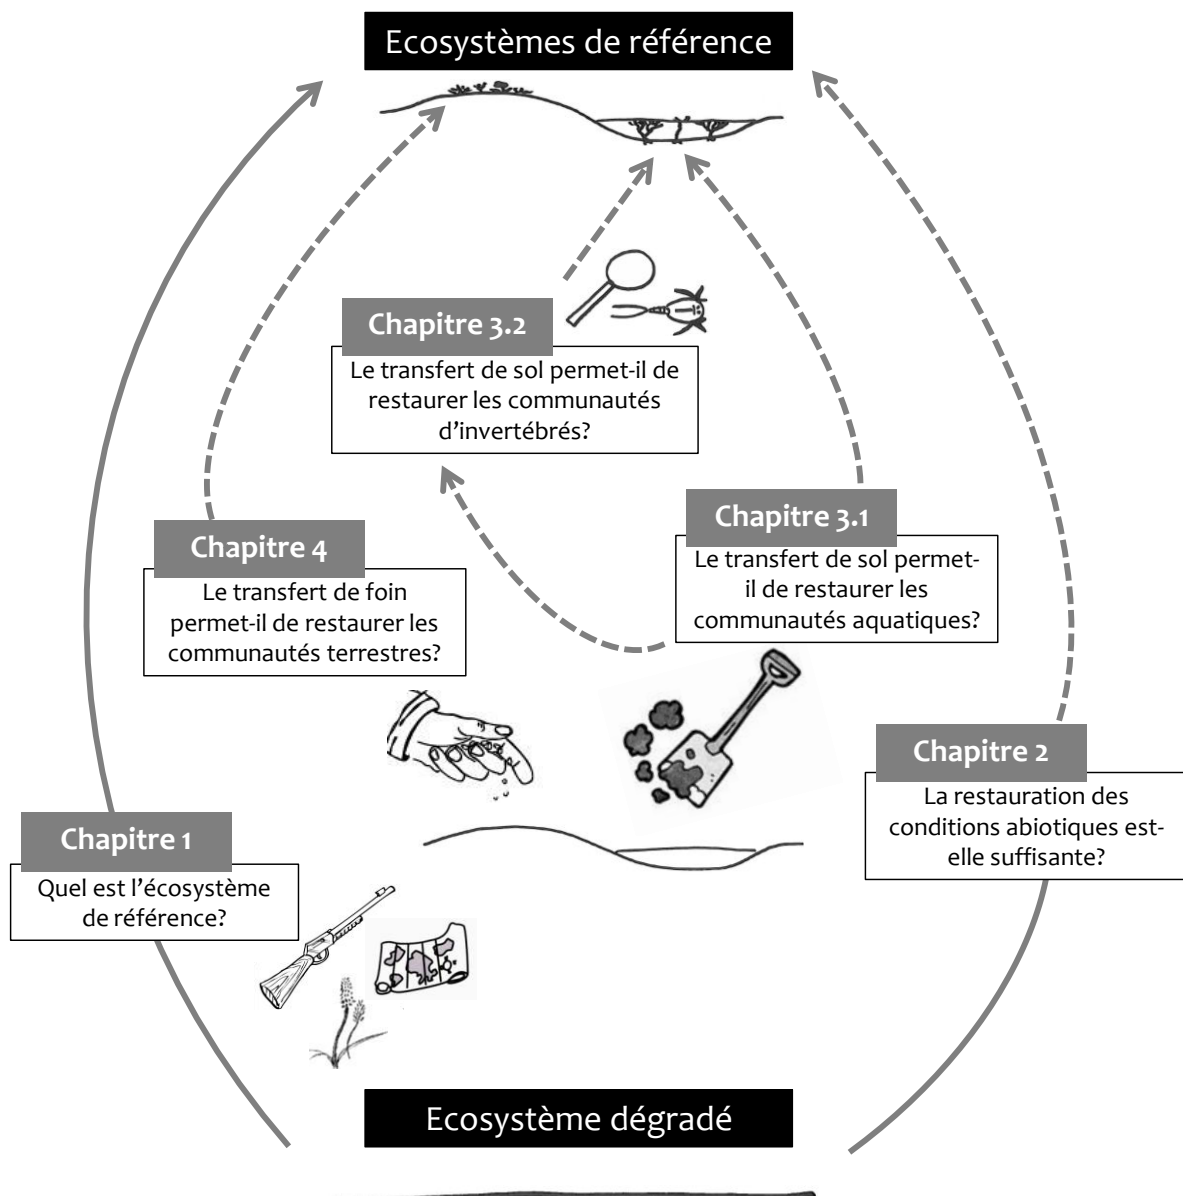 Ecosystèmes de référence
Chapitre 3.2
Le transfert de sol permet-il de
restaurer les communautés
d'invertébrés?
Chapitre 3.1
Le transfert de sol permet-
il de restaurer les
communautés aquatiques?
Chapitre 4
Le transfert de foin
permet-il de restaurer les
communautés terrestres?
Chapitre 2
La restauration des
conditions abiotiques est-
elle suffisante?
Chapitre 1
Quel est l'écosystème
de référence?
Ecosystème dégradé